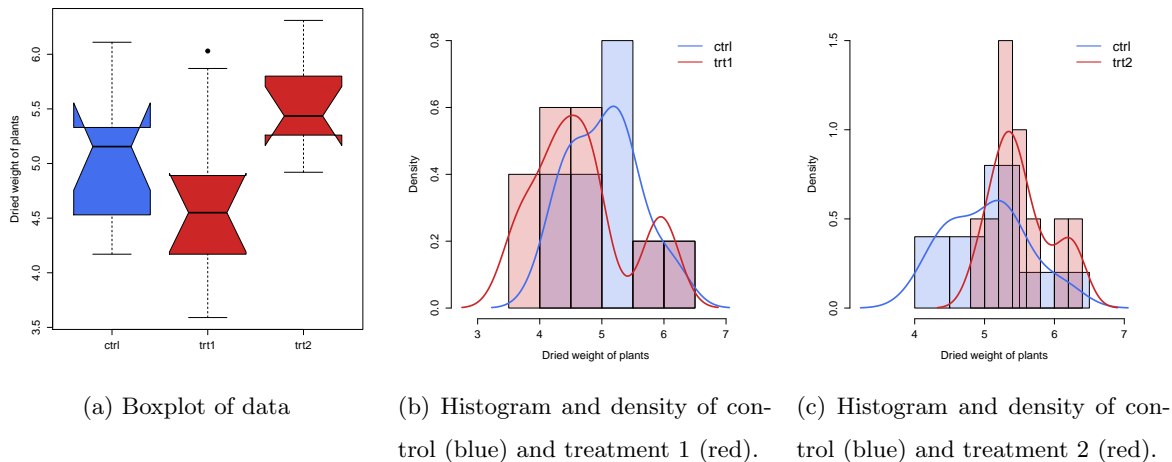 Dried weight of plants
3.5 4.0 4.5 5.0 5.5 6.0
ctrl trt1 trt2
(a) Boxplot of data
Density
0.0 0.2 0.4 0.6 0.8
ctrl
trt1
3 4 5 6 7
Dried weight of plants
(b) Histogram and density of con-
trol (blue) and treatment 1 (red).
Density
0.0 0.5 1.0 1.5
ctrl
trt2
4 5 6 7
Dried weight of plants
(c) Histogram and density of con-
trol (blue) and treatment 2 (red).